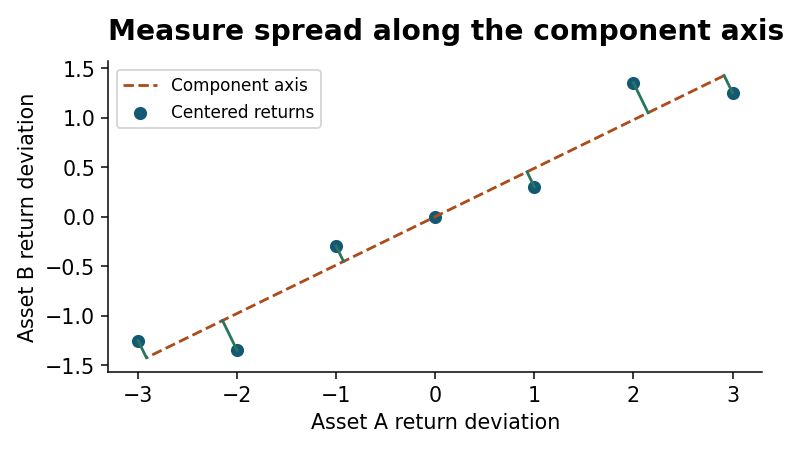 Measure spread along the component axis
Component axis
Centered returns
1.5
1.0
0.5
0.0
−0.5
−1.0
−1.5
Asset B return deviation
−3
−2
−1
0
1
2
3
Asset A return deviation